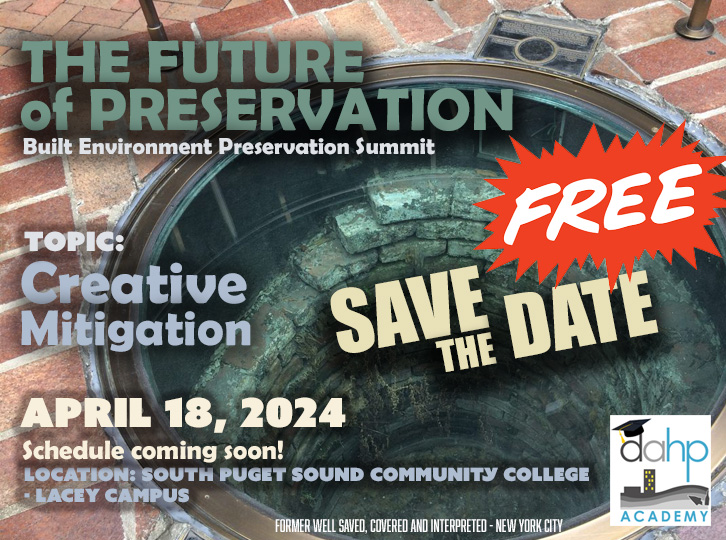 THE FUTURE
of PRESERVATION
Built Environment Preservation Summit
FREE
TOPIC:
Creative
Mitigation
SAVE
THE
DATE
APRIL 18, 2024
Schedule coming soon!
LOCATION: SOUTH PUGET SOUND COMMUNITY COLLEGE
- LACEY CAMPUS
dahp
ACADEMY
FORMER WELL SAVED, COVERED AND INTERPRETED - NEW YORK CITY